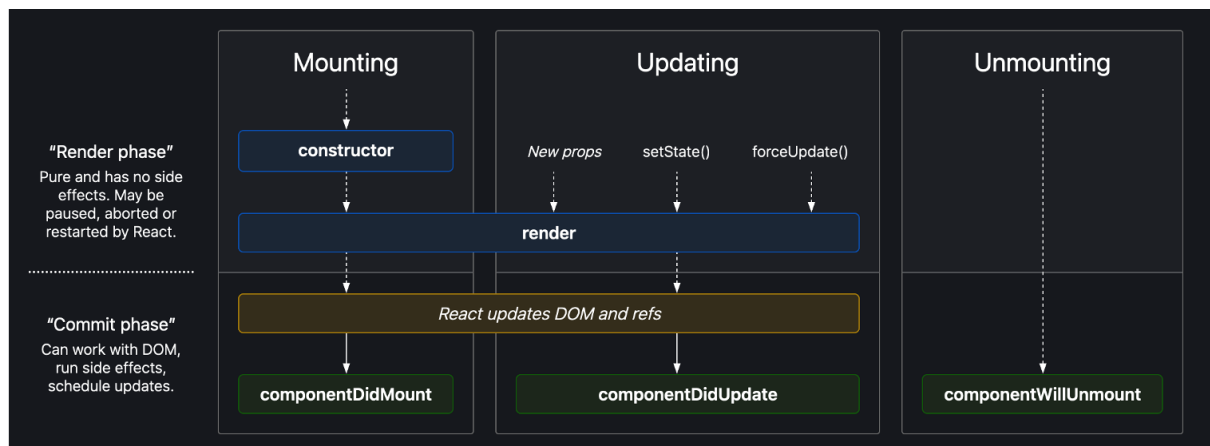 Mounting
Updating
Unmounting
“Render phase”
Pure and has no side
effects. May be
paused, aborted or
restarted by React.
constructor
New props
setState()
forceUpdate()
render
“Commit phase”
Can work with DOM,
run side effects,
schedule updates.
React updates DOM and refs
componentDidMount
componentDidUpdate
componentWillUnmount